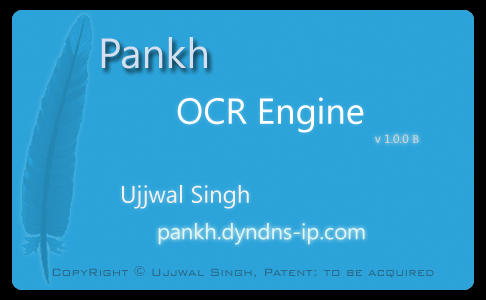 Pankh
OCR Engine
v 1.0.0 B
Ujjwal Singh
pankh.dyndns-ip.com
CopyRight © Ujjwal Singh, Patent: to be acquired